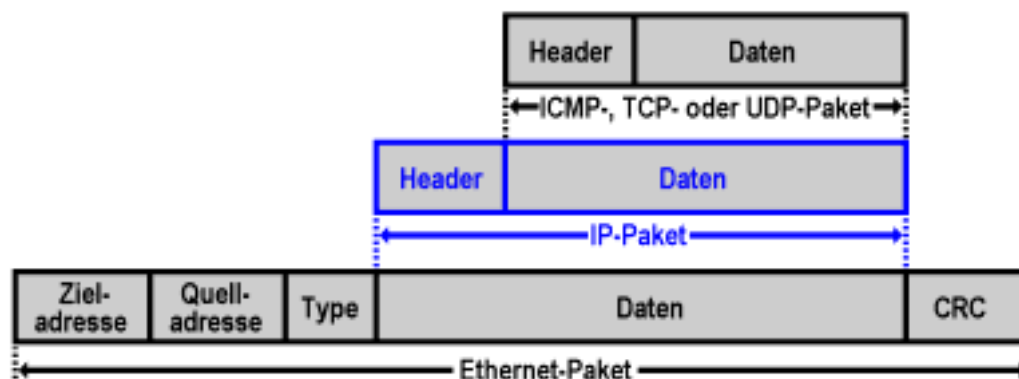 Header Daten
ICMP-, TCP- oder UDP-Paket
Header Daten
IP-Paket
Ziel- Quell-
adresse adresse Type Daten CRC
Ethernet-Paket